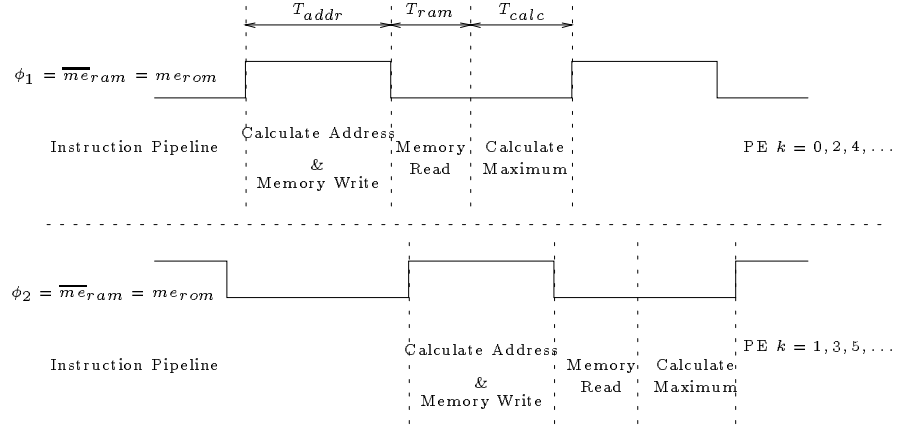 T_addr T_ram T_calc
ϕ₁ = \overline{me}_ram = me_rom
Calculate Address
Instruction Pipeline Memory Calculate PE k = 0, 2, 4, . . .
& Read Maximum
Memory Write
ϕ₂ = \overline{me}_ram = me_rom
Calculate Address PE k = 1, 3, 5, . . .
Instruction Pipeline Memory Calculate
& Read Maximum
Memory Write